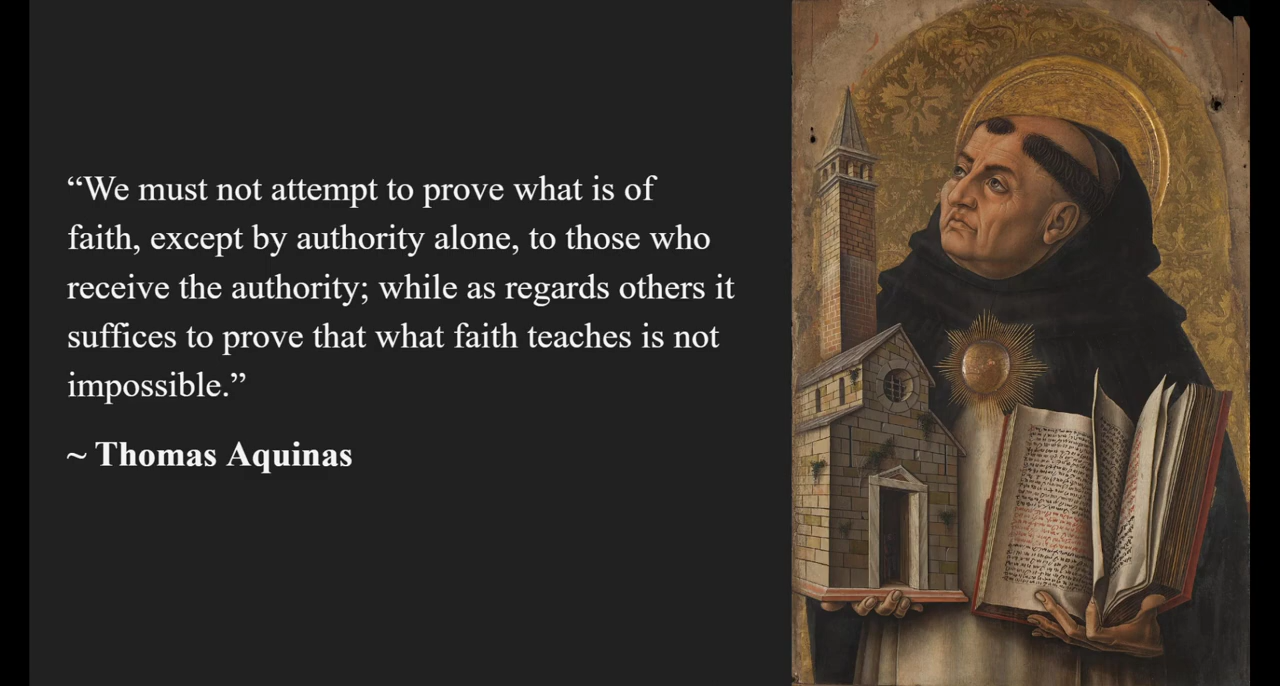 “We must not attempt to prove what is of
faith, except by authority alone, to those who
receive the authority; while as regards others it
suffices to prove that what faith teaches is not
impossible.”
~ Thomas Aquinas